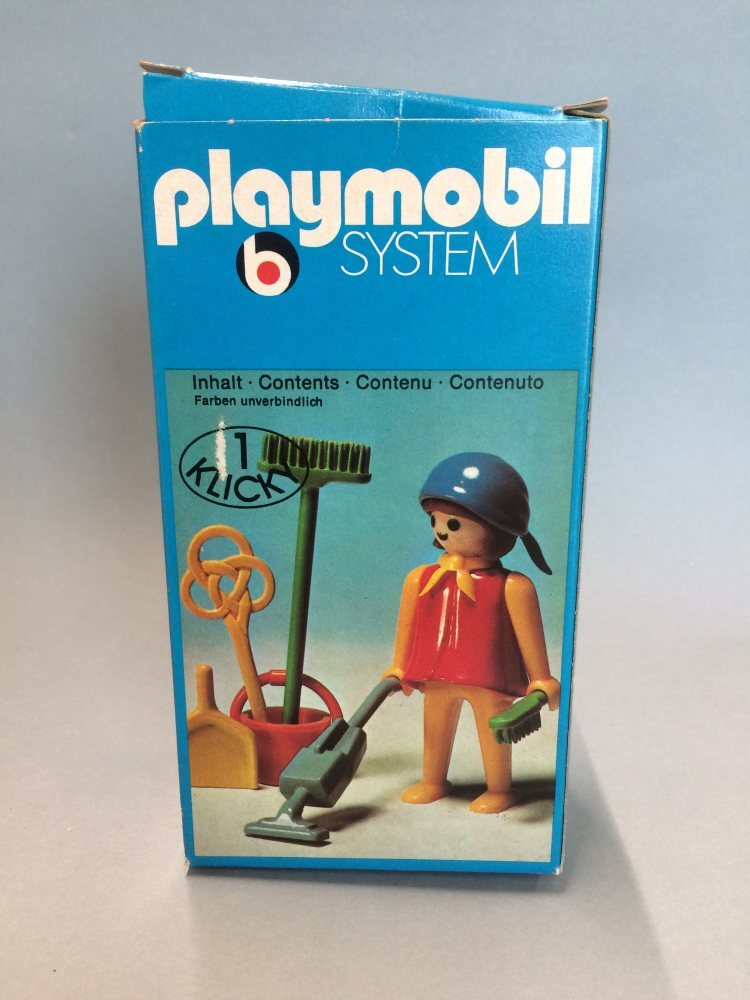 playmobil
b SYSTEM
Inhalt · Contents · Contenu · Contenuto
Farben unverbindlich
1
KLICKY